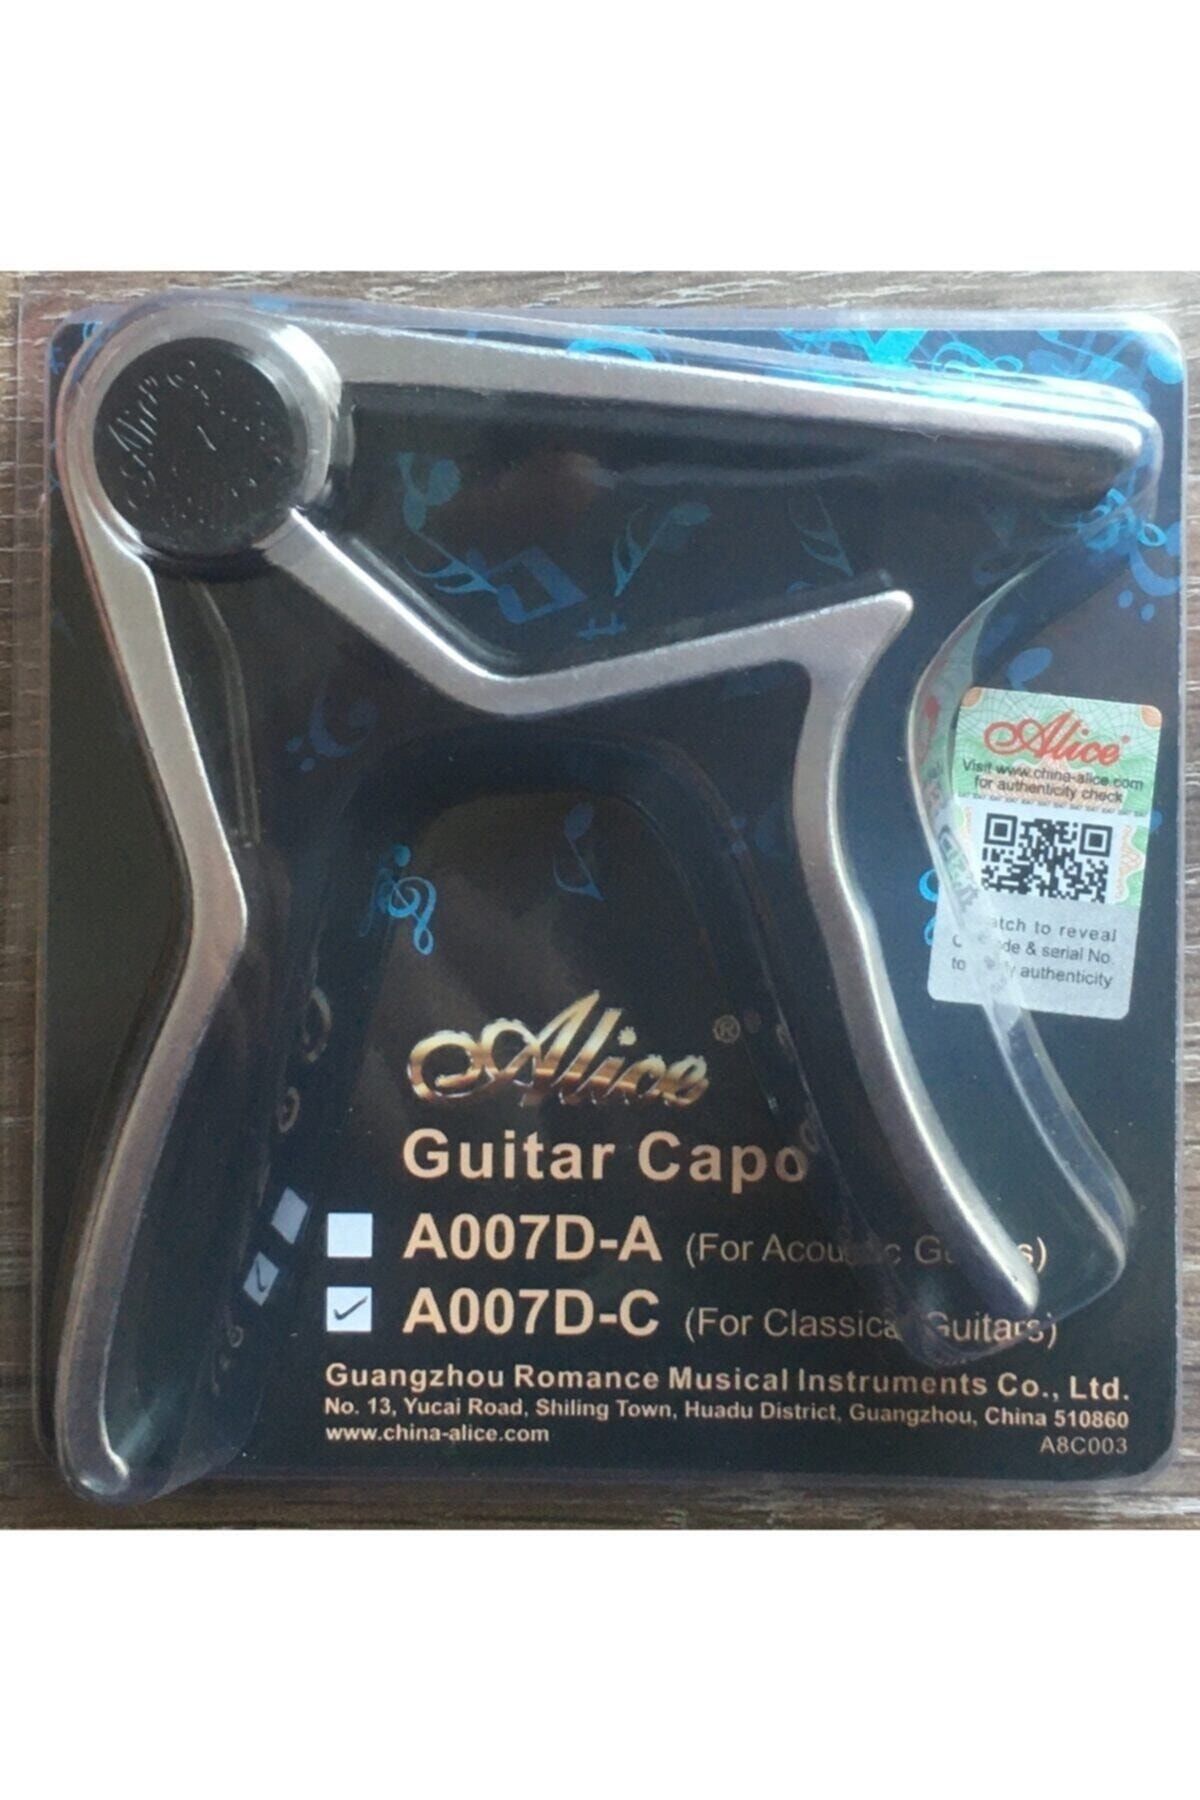 Alice
Alice
Visit www.china-alice.com
for authenticity check
to reveal
& serial No.
to authenticity
Alice®
Guitar Capo
A007D-A (For Acoustic Guitars)
A007D-C (For Classical Guitars)
Guangzhou Romance Musical Instruments Co., Ltd.
No. 13, Yucai Road, Shiling Town, Huadu District, Guangzhou, China 510860
www.china-alice.com
A8C003